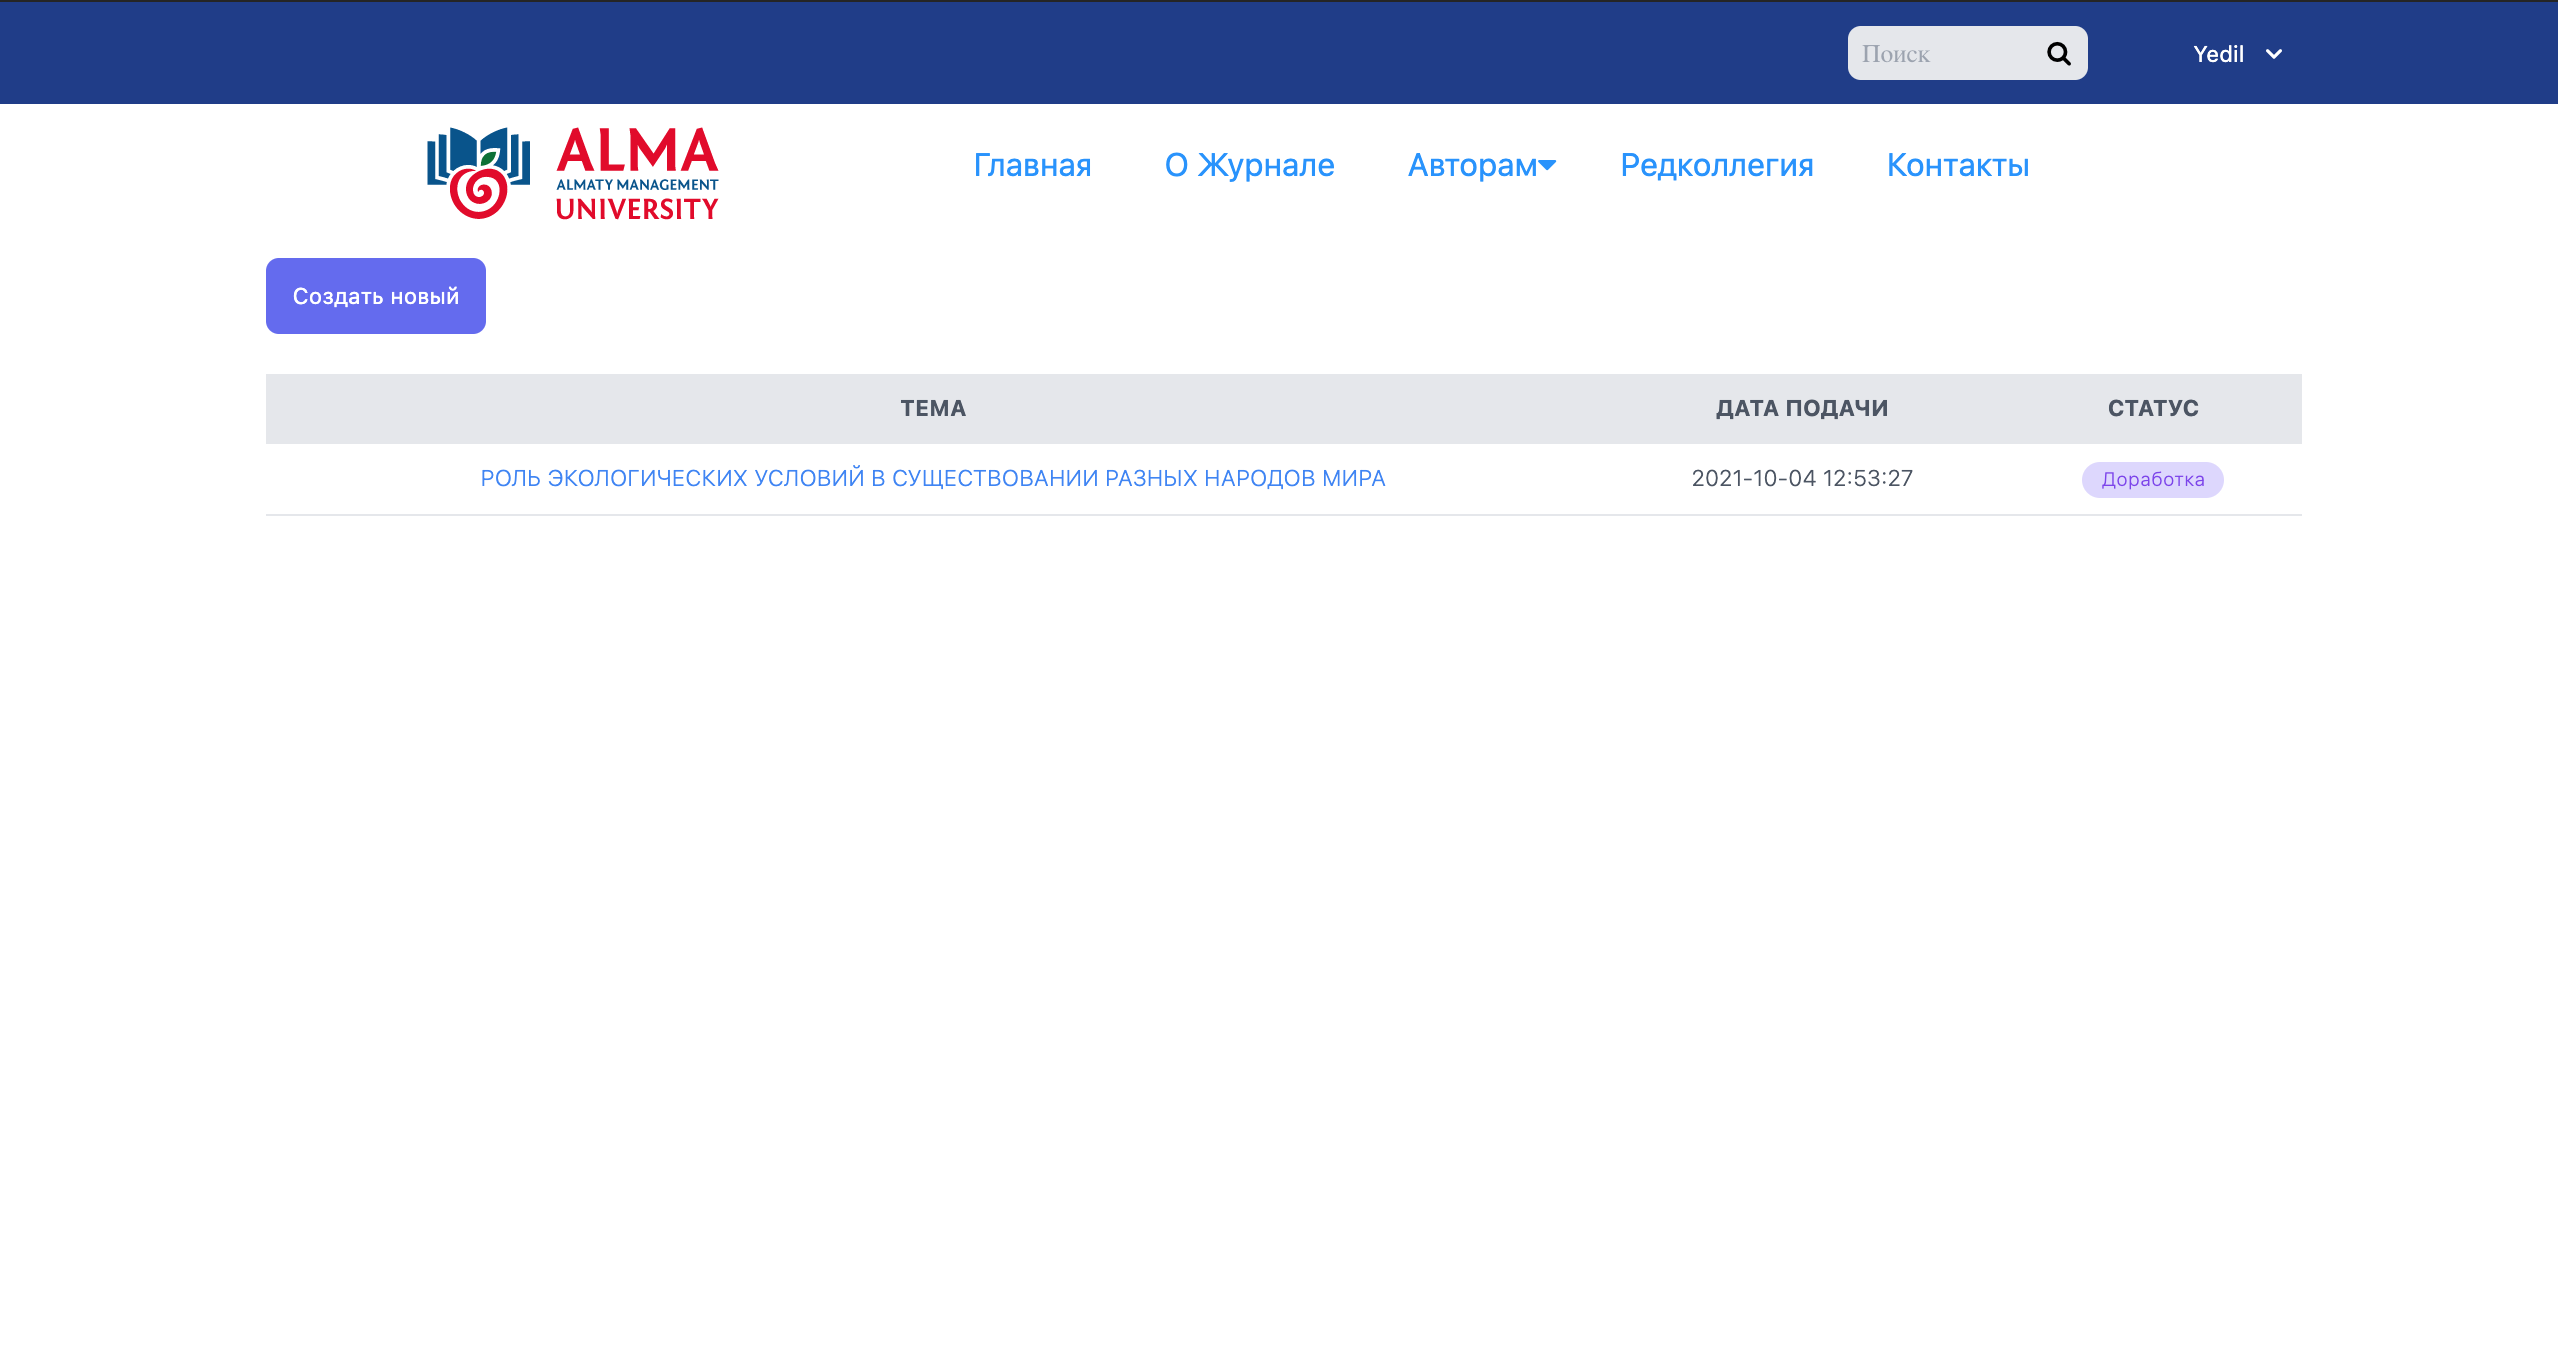 Поиск
Yedil
ALMA
ALMATY MANAGEMENT
UNIVERSITY
Главная О Журнале Авторам Редколлегия Контакты
Создать новый
ТЕМА ДАТА ПОДАЧИ СТАТУС
РОЛЬ ЭКОЛОГИЧЕСКИХ УСЛОВИЙ В СУЩЕСТВОВАНИИ РАЗНЫХ НАРОДОВ МИРА 2021-10-04 12:53:27 Доработка